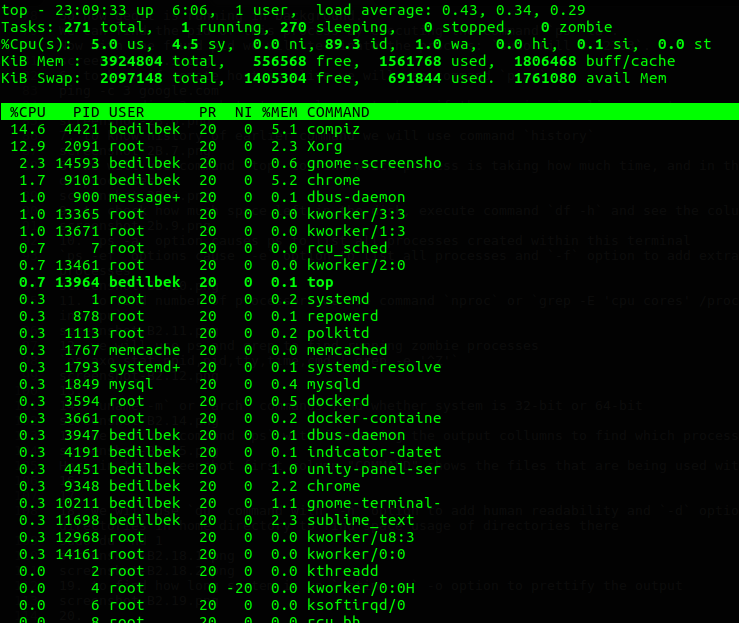 top - 23:09:33 up  6:06,  1 user,  load average: 0.43, 0.34, 0.29
Tasks: 271 total,   1 running, 270 sleeping,   0 stopped,   0 zombie
%Cpu(s):  5.0 us,  4.5 sy,  0.0 ni, 89.3 id,  1.0 wa,  0.0 hi,  0.1 si,  0.0 st
KiB Mem :  3924804 total,   556568 free,  1561768 used,  1806468 buff/cache
KiB Swap:  2097148 total,  1405304 free,   691844 used.  1761080 avail Mem
%CPU   PID USER      PR  NI %MEM COMMAND
14.6  4421 bedilbek  20   0  5.1 compiz
12.9  2091 root      20   0  2.3 Xorg
2.3 14593 bedilbek  20   0  0.6 gnome-screensho
1.7  9101 bedilbek  20   0  5.2 chrome
1.0   900 message+  20   0  0.1 dbus-daemon
1.0 13365 root      20   0  0.0 kworker/3:3
1.0 13671 root      20   0  0.0 kworker/1:3
0.7     7 root      20   0  0.0 rcu_sched
0.7 13461 root      20   0  0.0 kworker/2:0
0.7 13964 bedilbek  20   0  0.1 top
0.3     1 root      20   0  0.2 systemd
0.3   878 root      20   0  0.1 repowerd
0.3  1113 root      20   0  0.2 polkitd
0.3  1767 memcache  20   0  0.0 memcached
0.3  1793 systemd+  20   0  0.1 systemd-resolve
0.3  1849 mysql     20   0  0.4 mysqld
0.3  3594 root      20   0  0.5 dockerd
0.3  3661 root      20   0  0.2 docker-containe
0.3  3947 bedilbek  20   0  0.1 dbus-daemon
0.3  4191 bedilbek  20   0  0.1 indicator-datet
0.3  4451 bedilbek  20   0  1.0 unity-panel-ser
0.3  9348 bedilbek  20   0  2.2 chrome
0.3 10211 bedilbek  20   0  1.1 gnome-terminal-
0.3 11698 bedilbek  20   0  2.3 sublime_text
0.3 12968 root      20   0  0.0 kworker/u8:3
0.3 14161 root      20   0  0.0 kworker/0:0
0.0     2 root      20   0  0.0 kthreadd
0.0     4 root       0 -20  0.0 kworker/0:0H
0.0     6 root      20   0  0.0 ksoftirqd/0
0.0     8 root      20   0  0.0 rcu_bh